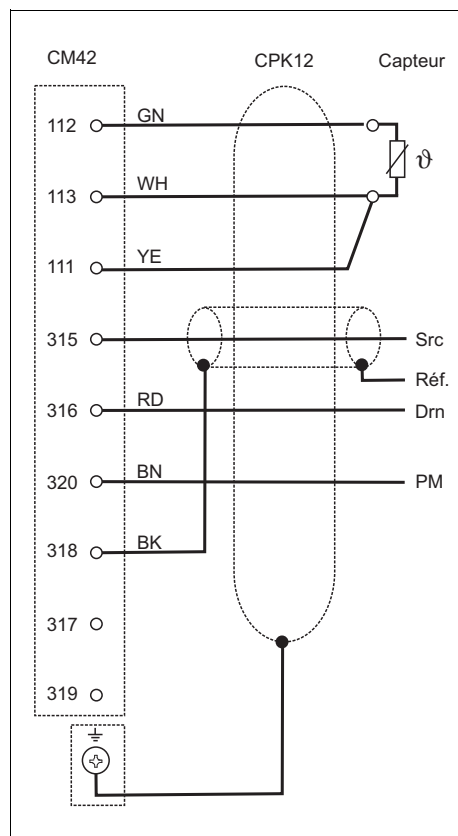 CM42 CPK12 Capteur
112 GN
ϑ
113 WH
111 YE
315 Src
Réf.
316 RD Drn
320 BN PM
318 BK
317
319